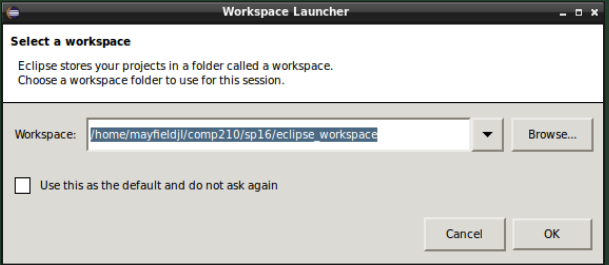 Workspace Launcher
Select a workspace
Eclipse stores your projects in a folder called a workspace.
Choose a workspace folder to use for this session.
Workspace: /home/mayfieldjl/comp210/sp16/eclipse_workspace Browse...
Use this as the default and do not ask again
Cancel OK